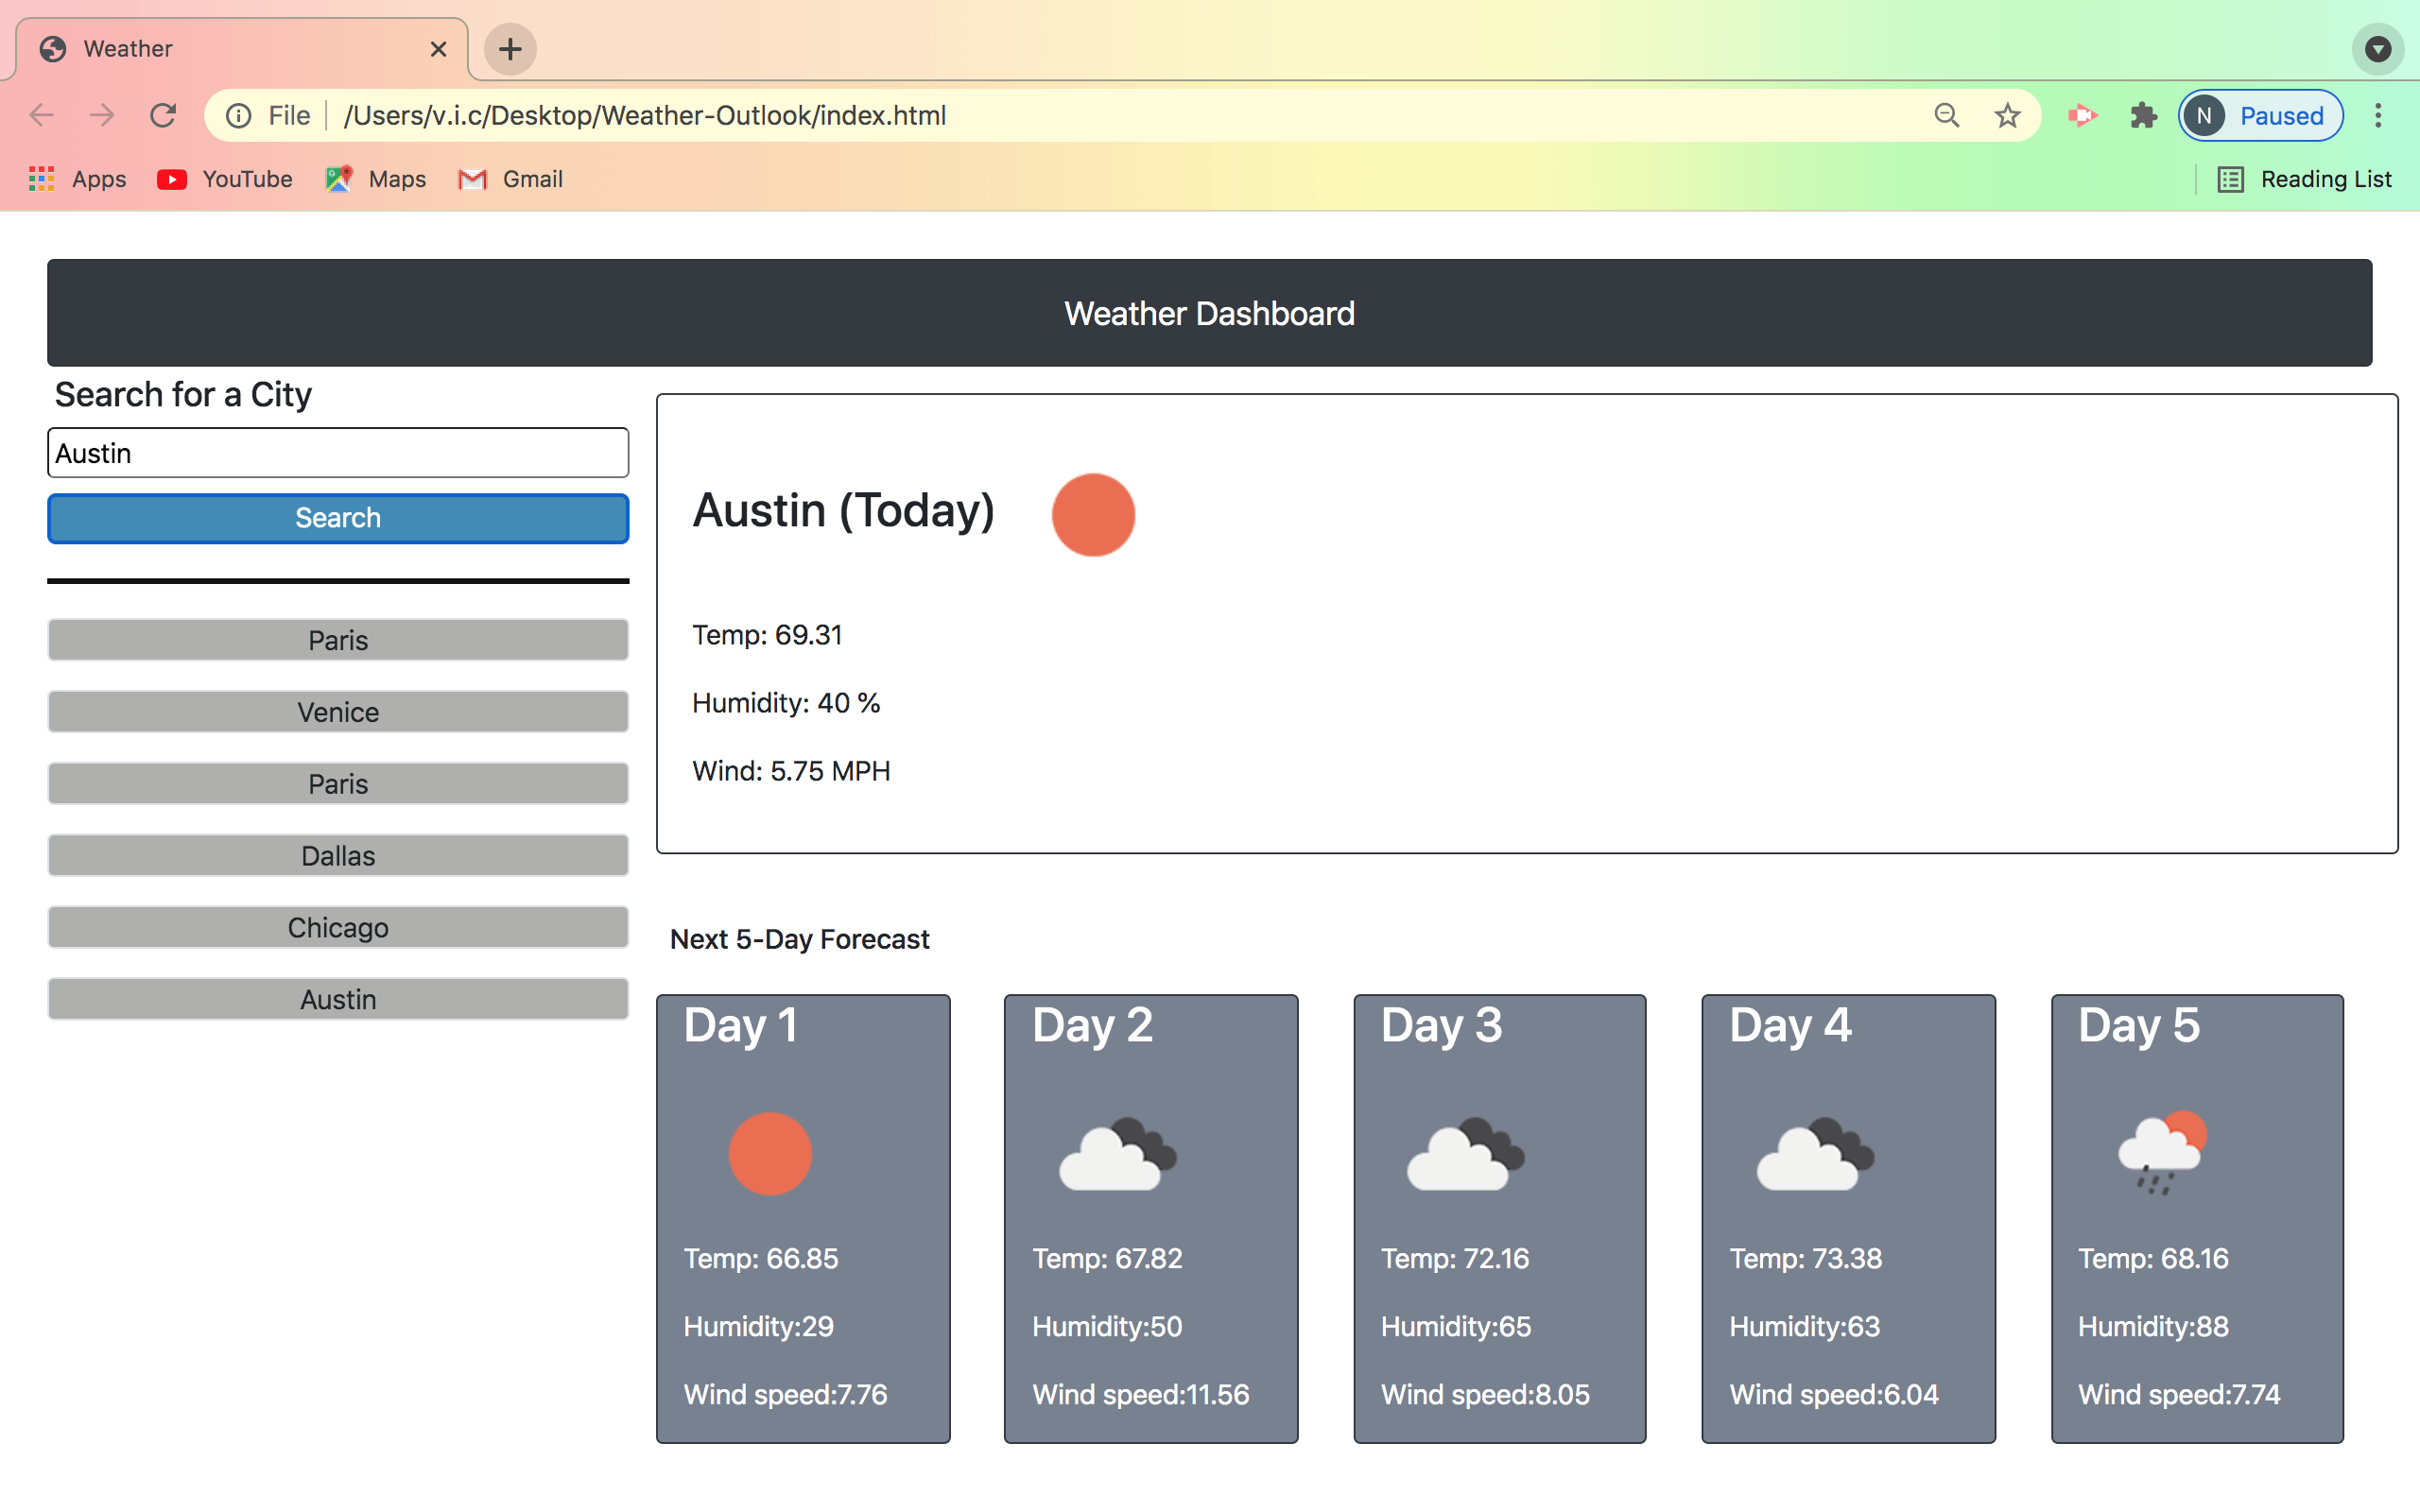 Weather
File /Users/v.i.c/Desktop/Weather-Outlook/index.html
N Paused
Apps YouTube Maps Gmail Reading List
Weather Dashboard
Search for a City
Austin
Search
Paris
Venice
Paris
Dallas
Chicago
Austin
Austin (Today)
Temp: 69.31
Humidity: 40 %
Wind: 5.75 MPH
Next 5-Day Forecast
Day 1
Temp: 66.85
Humidity:29
Wind speed:7.76
Day 2
Temp: 67.82
Humidity:50
Wind speed:11.56
Day 3
Temp: 72.16
Humidity:65
Wind speed:8.05
Day 4
Temp: 73.38
Humidity:63
Wind speed:6.04
Day 5
Temp: 68.16
Humidity:88
Wind speed:7.74